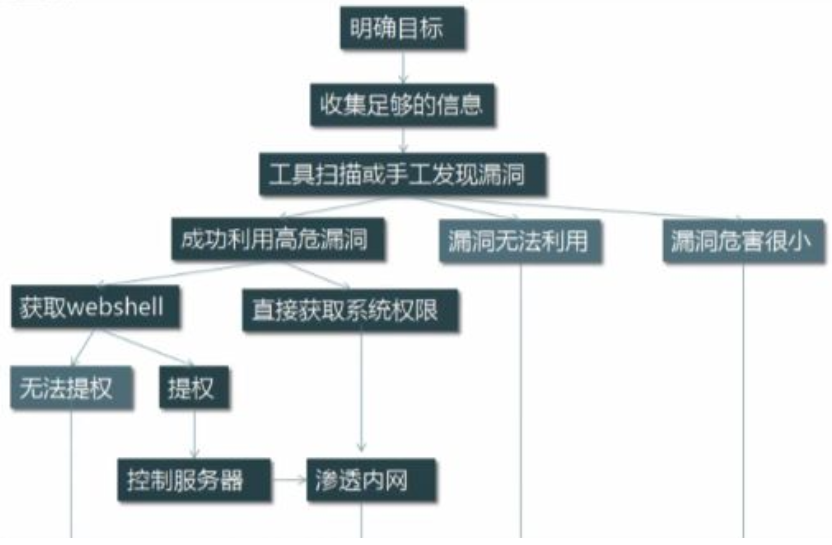 明确目标
收集足够的信息
工具扫描或手工发现漏洞
成功利用高危漏洞
漏洞无法利用
漏洞危害很小
获取webshell
直接获取系统权限
无法提权
提权
控制服务器
渗透内网